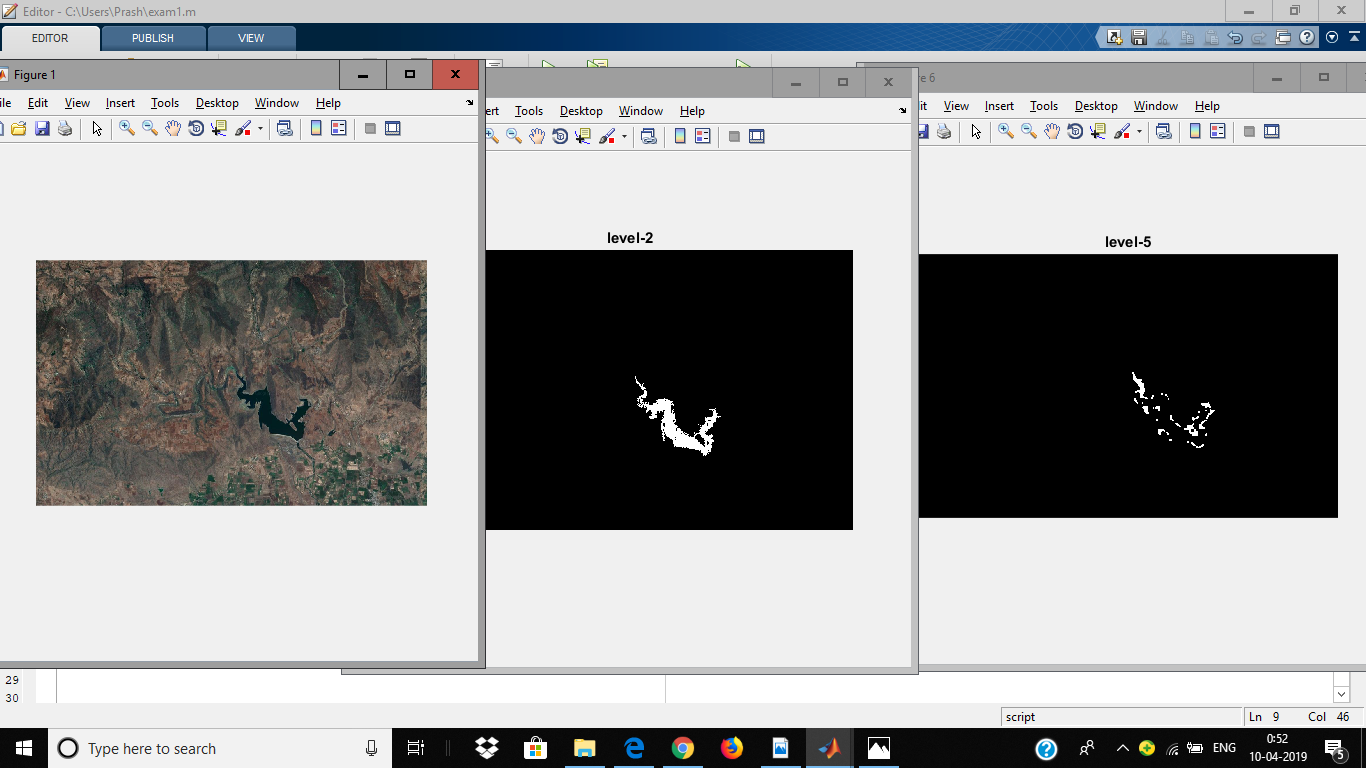 Editor - C:\Users\Prash\exam1.m
EDITOR PUBLISH VIEW
Figure 1
ile Edit View Insert Tools Desktop Window Help
ert Tools Desktop Window Help
e 6
it View Insert Tools Desktop Window Help
level-2
level-5
29
30
script
Ln 9 Col 46
Type here to search
ENG
0:52
10-04-2019
5